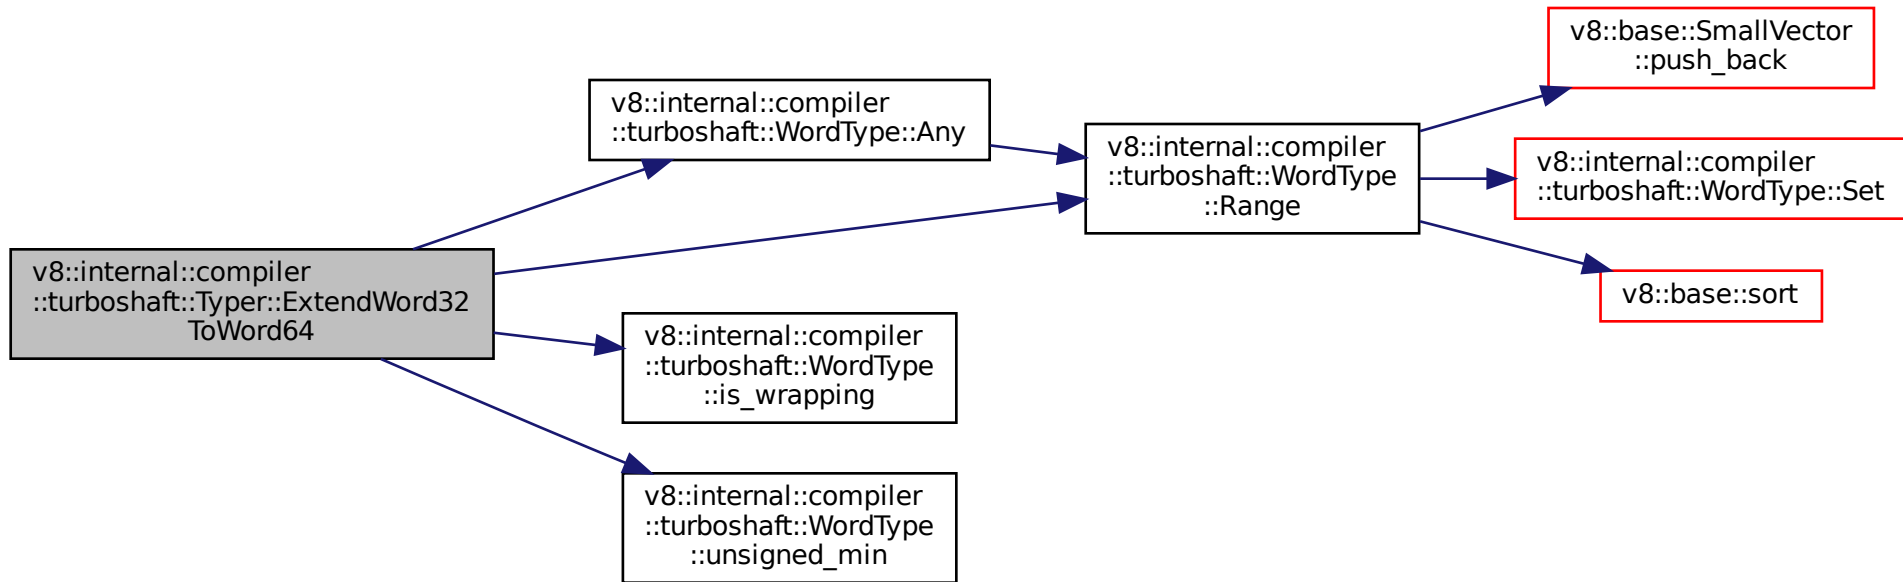 v8::base::SmallVector
::push_back
v8::internal::compiler
::turboshaft::WordType::Any
v8::internal::compiler
::turboshaft::WordType
::Range
v8::internal::compiler
::turboshaft::WordType::Set
v8::internal::compiler
::turboshaft::Typer::ExtendWord32
ToWord64
v8::base::sort
v8::internal::compiler
::turboshaft::WordType
::is_wrapping
v8::internal::compiler
::turboshaft::WordType
::unsigned_min